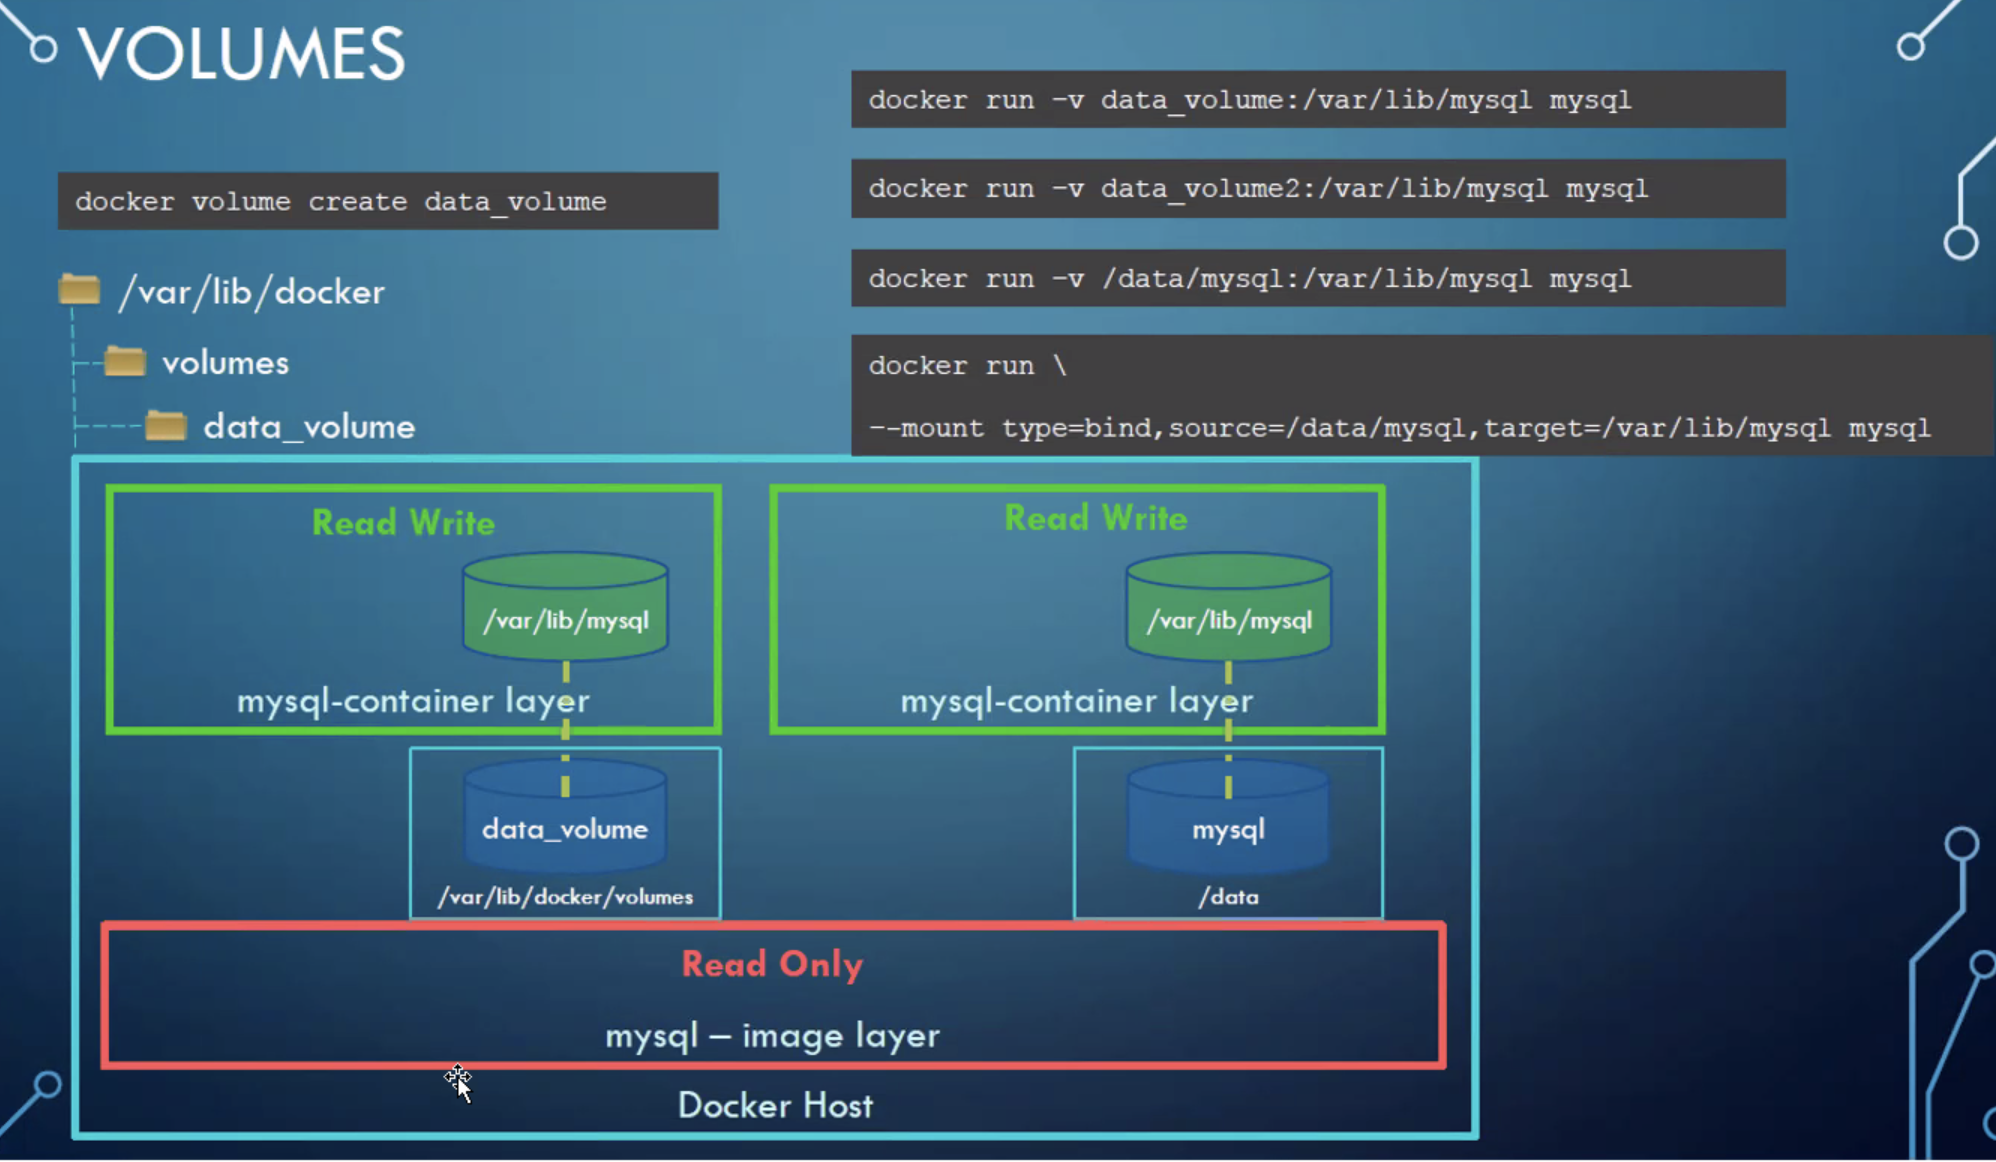 VOLUMES
docker volume create data_volume
/var/lib/docker
volumes
data_volume
docker run -v data_volume:/var/lib/mysql mysql
docker run -v data_volume2:/var/lib/mysql mysql
docker run -v /data/mysql:/var/lib/mysql mysql
docker run \
--mount type=bind,source=/data/mysql,target=/var/lib/mysql mysql
Read Write
/var/lib/mysql
mysql-container layer
data_volume
/var/lib/docker/volumes
Read Write
/var/lib/mysql
mysql-container layer
mysql
/data
Read Only
mysql – image layer
Docker Host